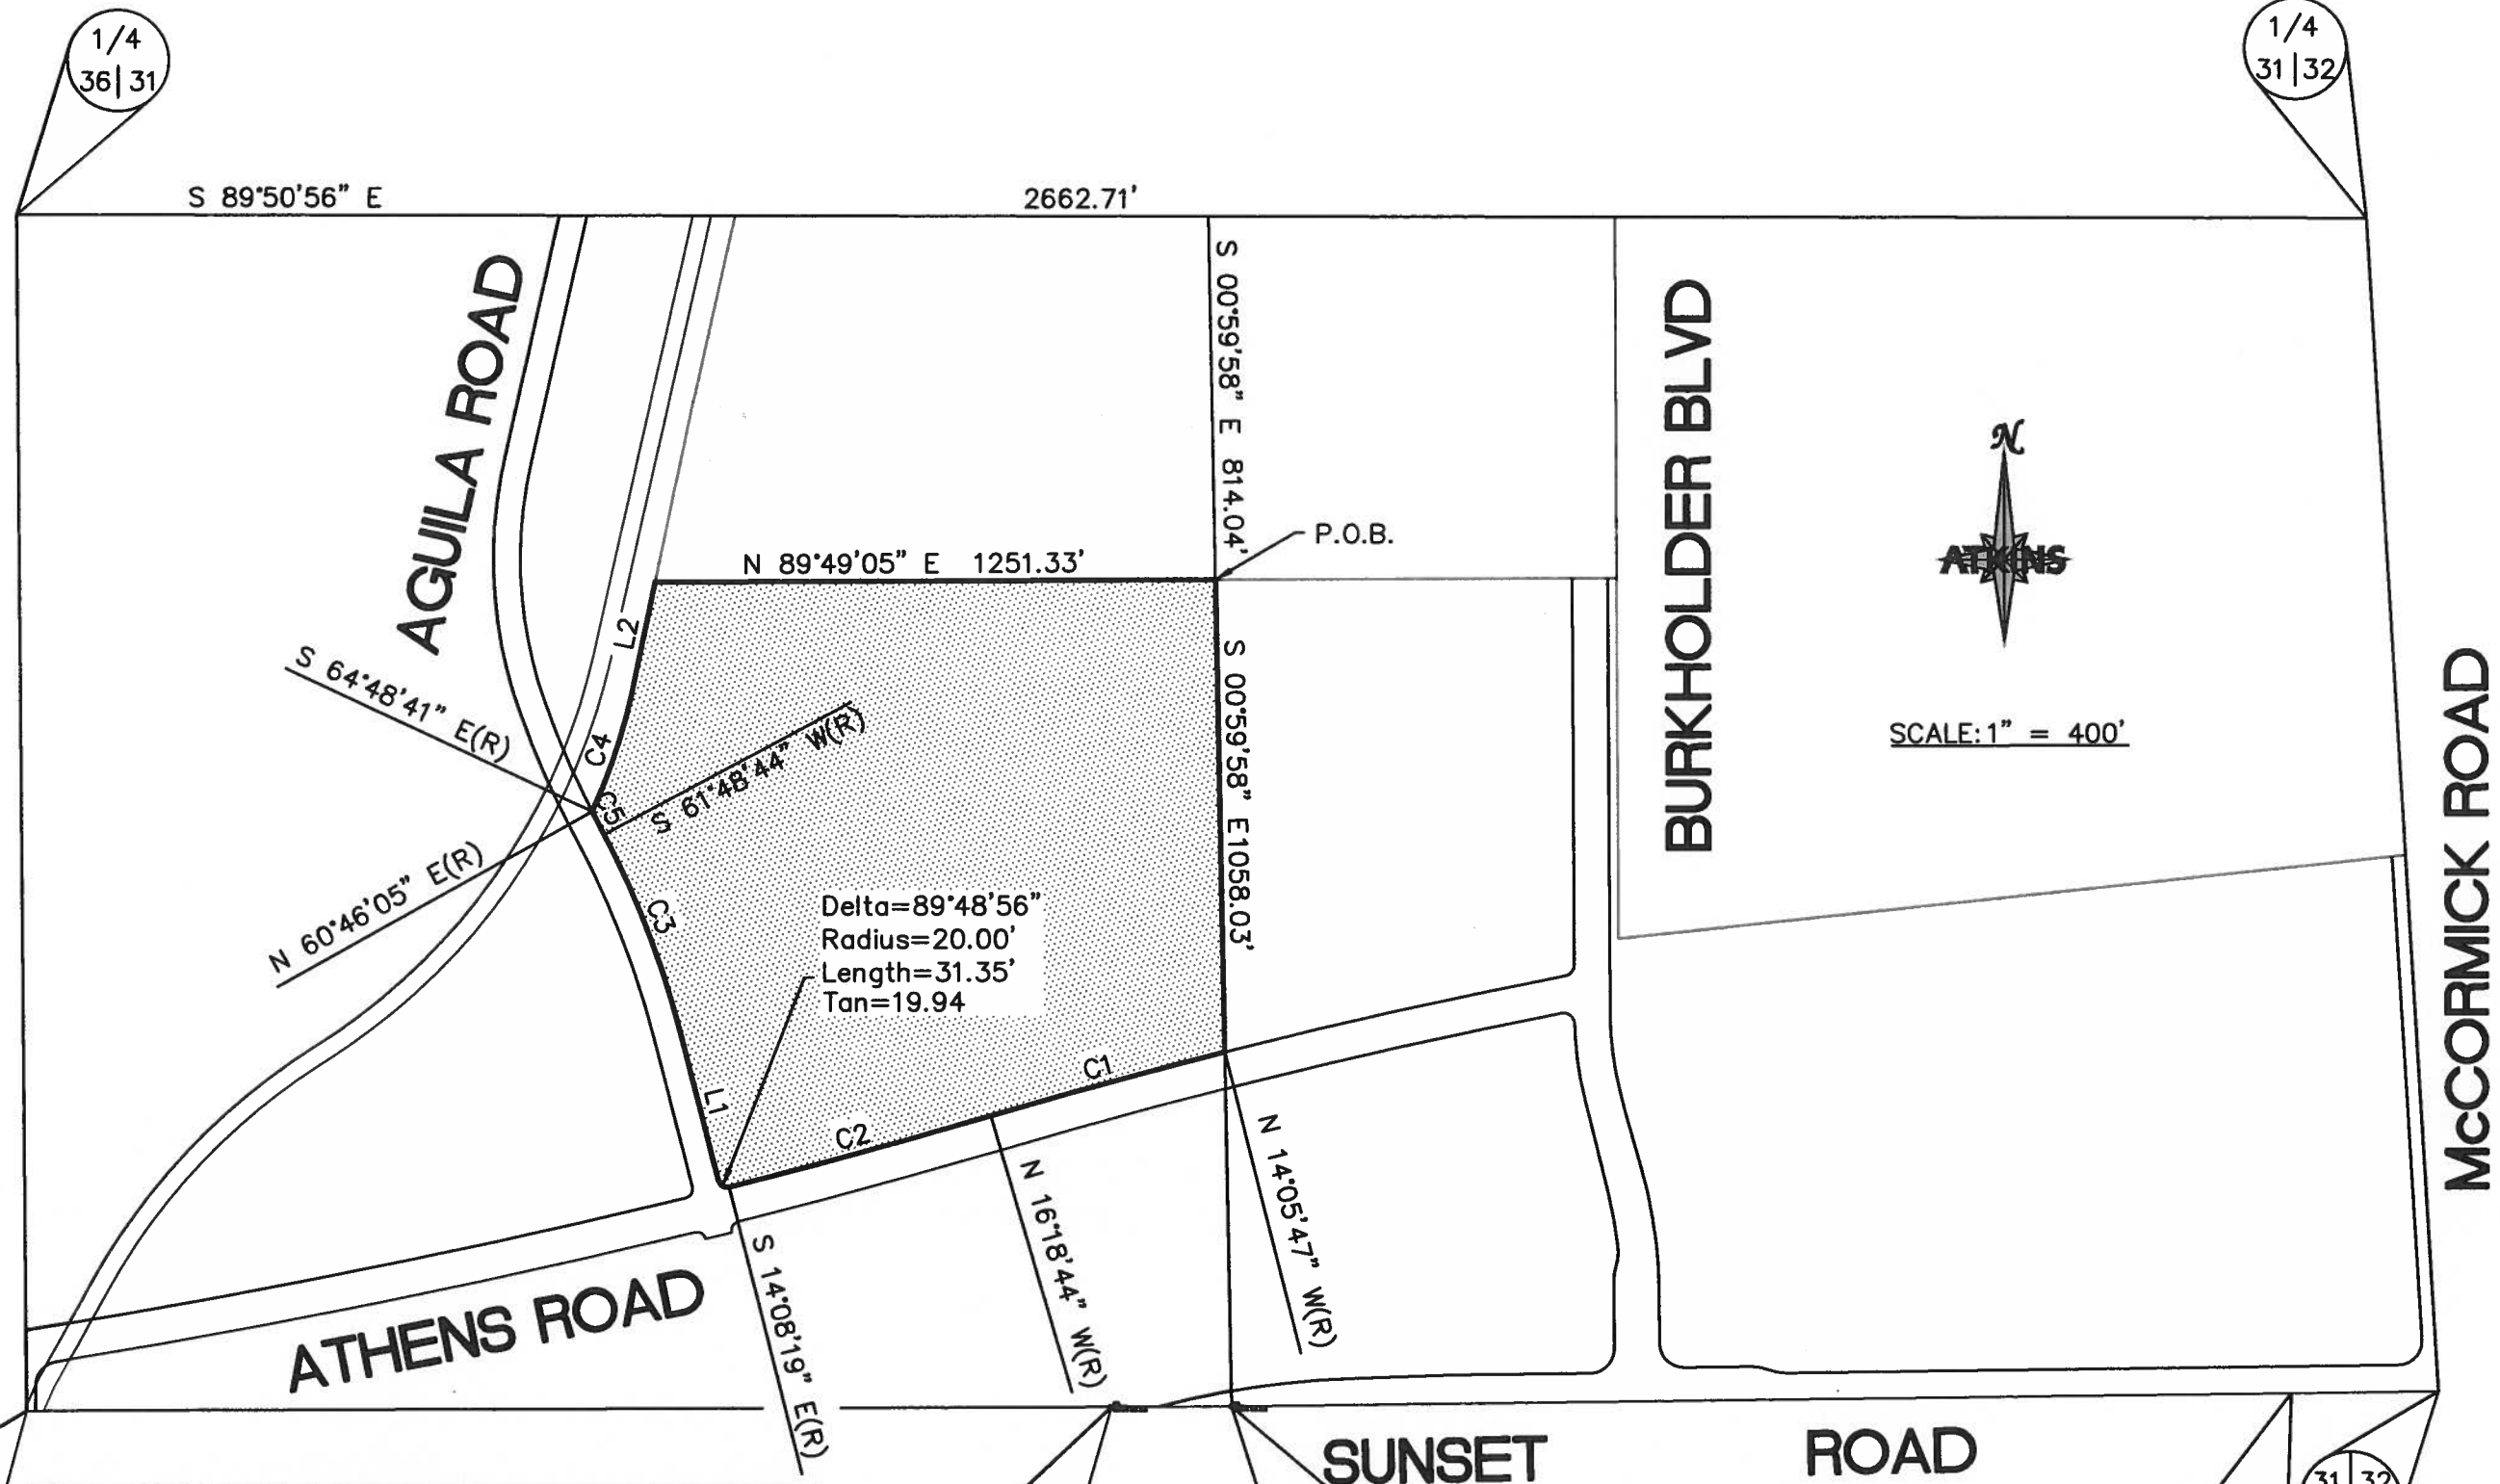 1/4
36|31
1/4
31|32
S 89°50'56" E
2662.71'
S 00°59'58" E 814.04'
AGUILA ROAD
BURKHOLDER BLVD
N
ATKINS
SCALE: 1" = 400'
P.O.B.
N 89°49'05" E 1251.33'
L2
S 64°48'41" E(R)
C4
S 61°48'44" W(R)
C5
S 00°59'58" E1058.03'
McCORMICK ROAD
N 60°46'05" E(R)
C3
Delta=89°48'56"
Radius=20.00'
Length=31.35'
Tan=19.94
L1
C1
C2
N 14°05'47" W(R)
N 16°18'44" W(R)
S 14°08'19" E(R)
ATHENS ROAD
SUNSET ROAD
31|32